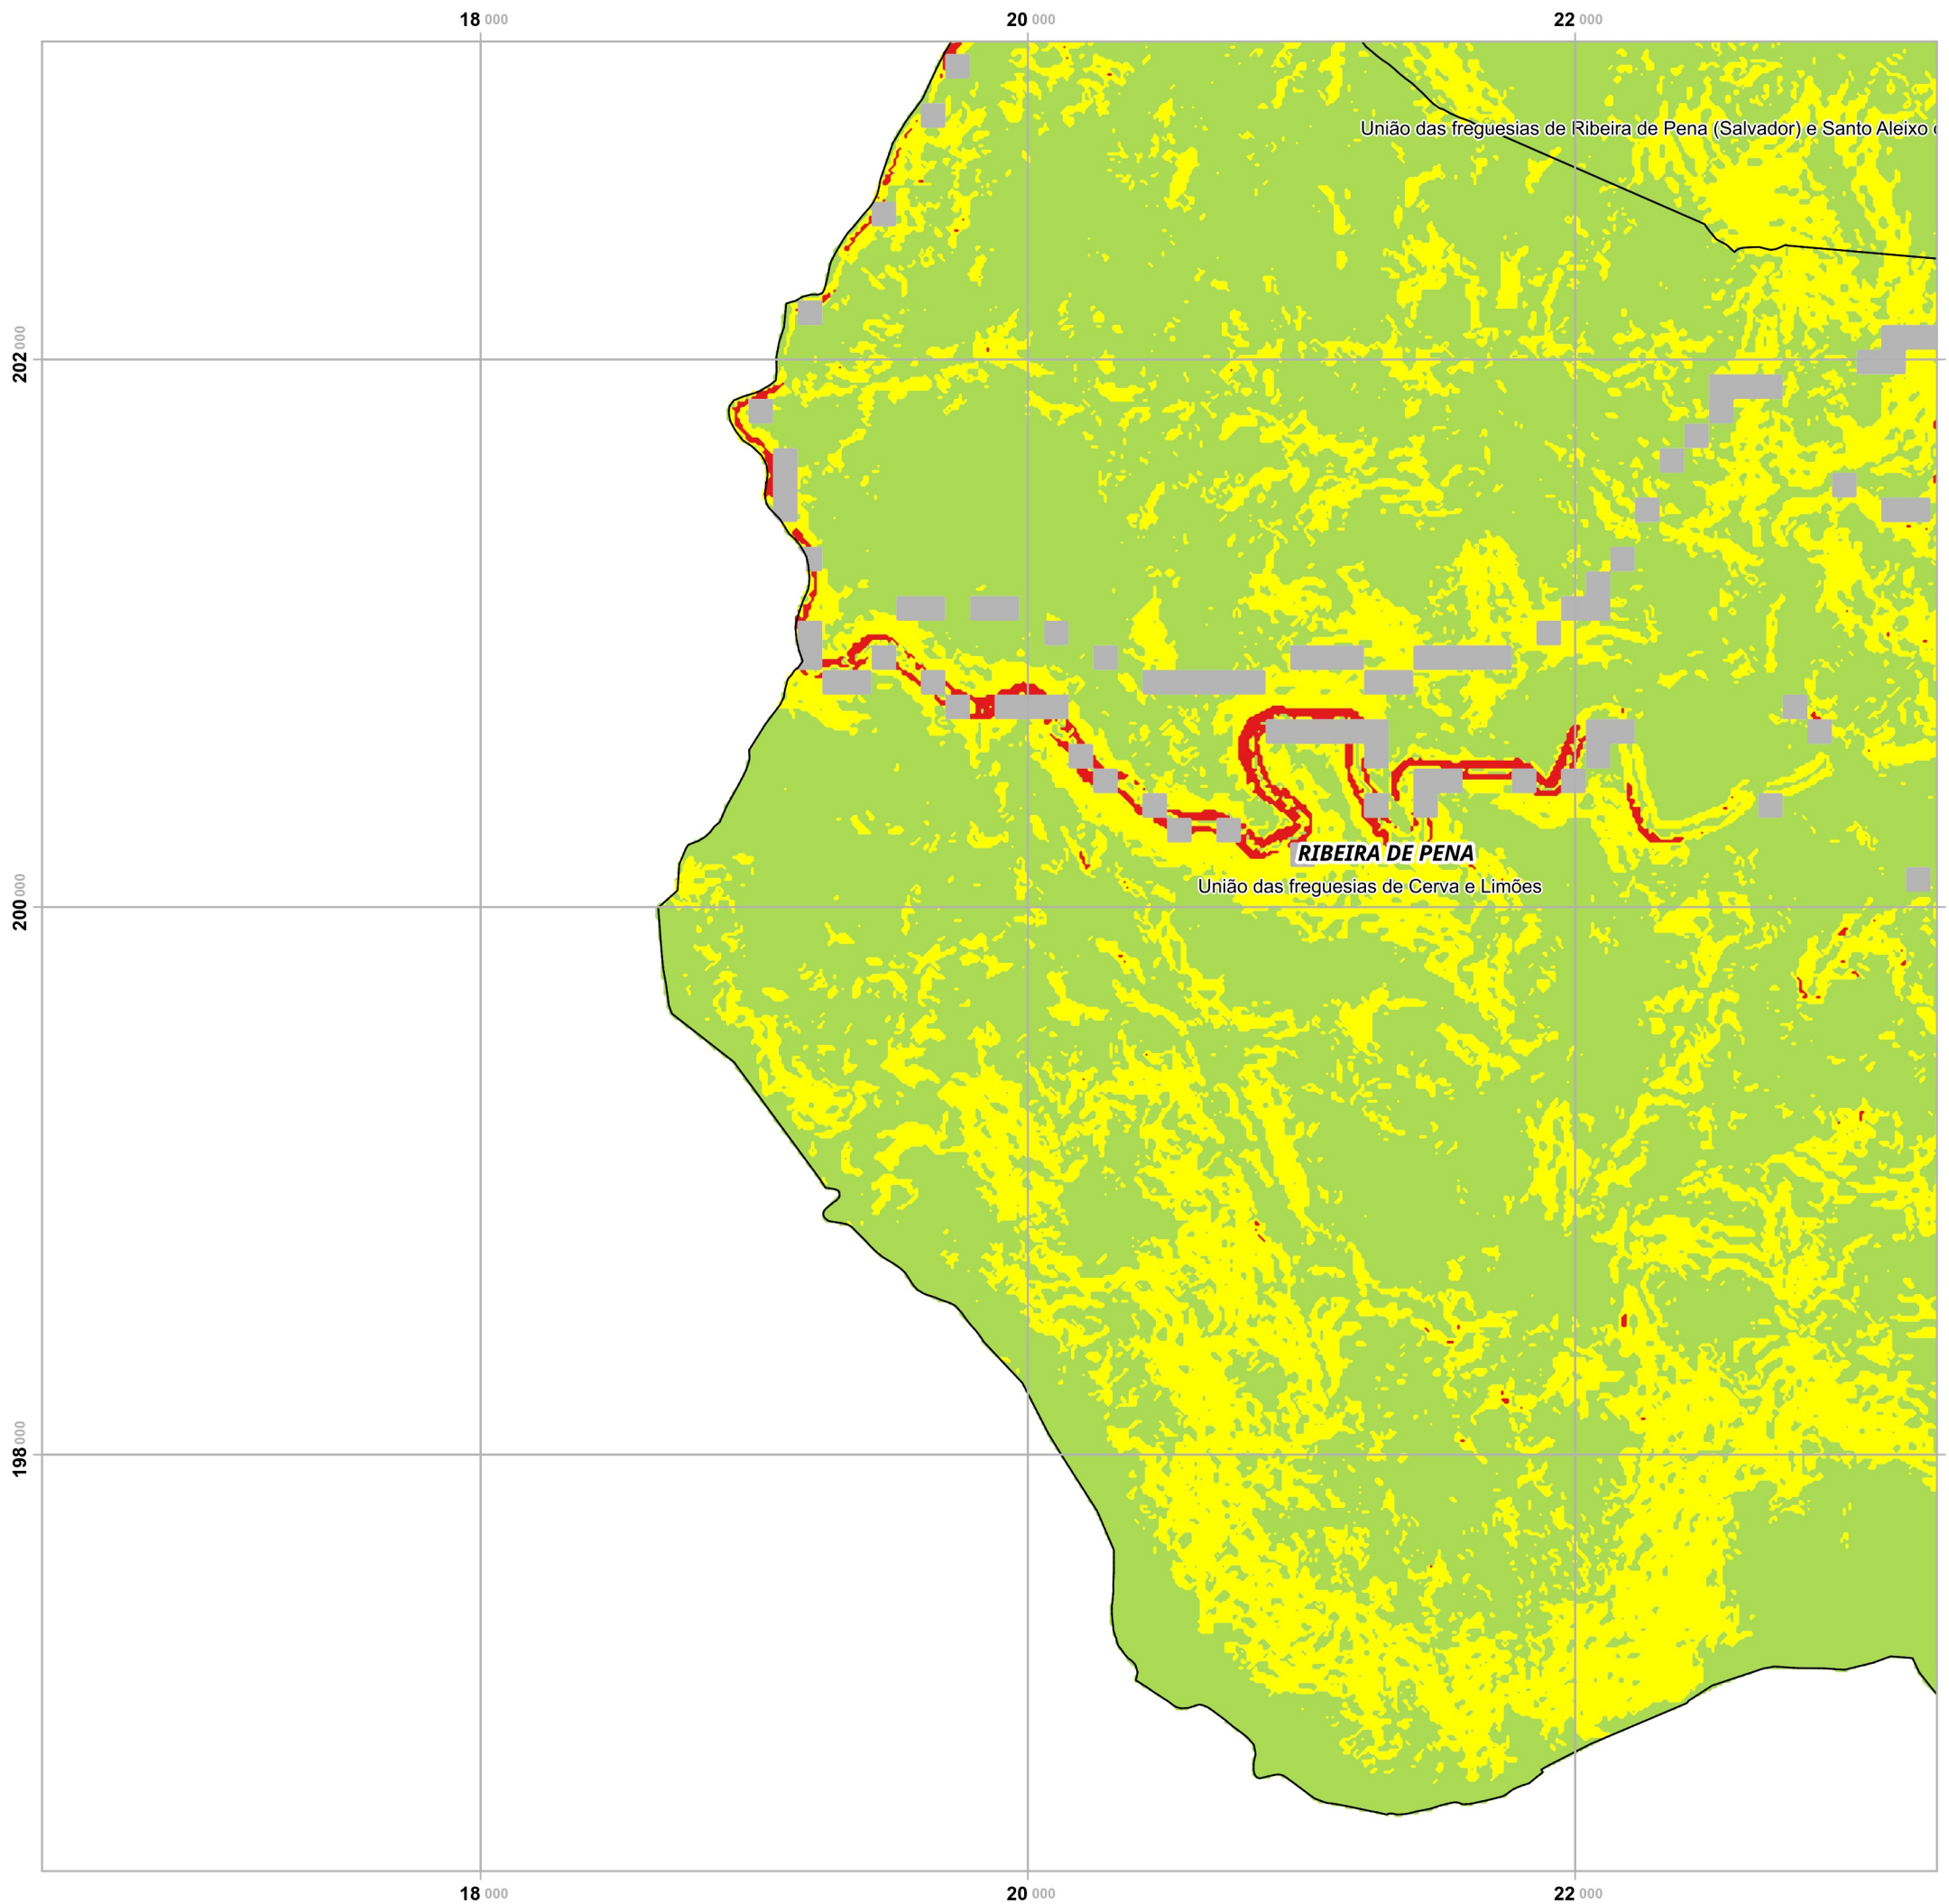 18 000 20 000 22 000
União das freguesias de Ribeira de Pena (Salvador) e Santo Aleixo
202 000
RIBEIRA DE PENA
União das freguesias de Cerva e Limões
200 000
198 000
18 000 20 000 22 000